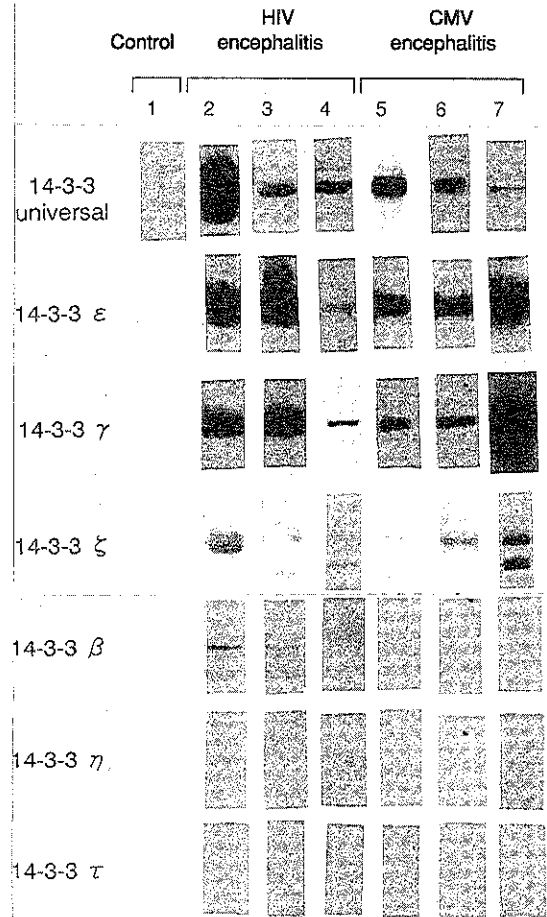 HIV CMV
Control encephalitis encephalitis
1 2 3 4 5 6 7
14-3-3
universal
14-3-3 ε
14-3-3 γ
14-3-3 ζ
14-3-3 β
14-3-3 η
14-3-3 τ